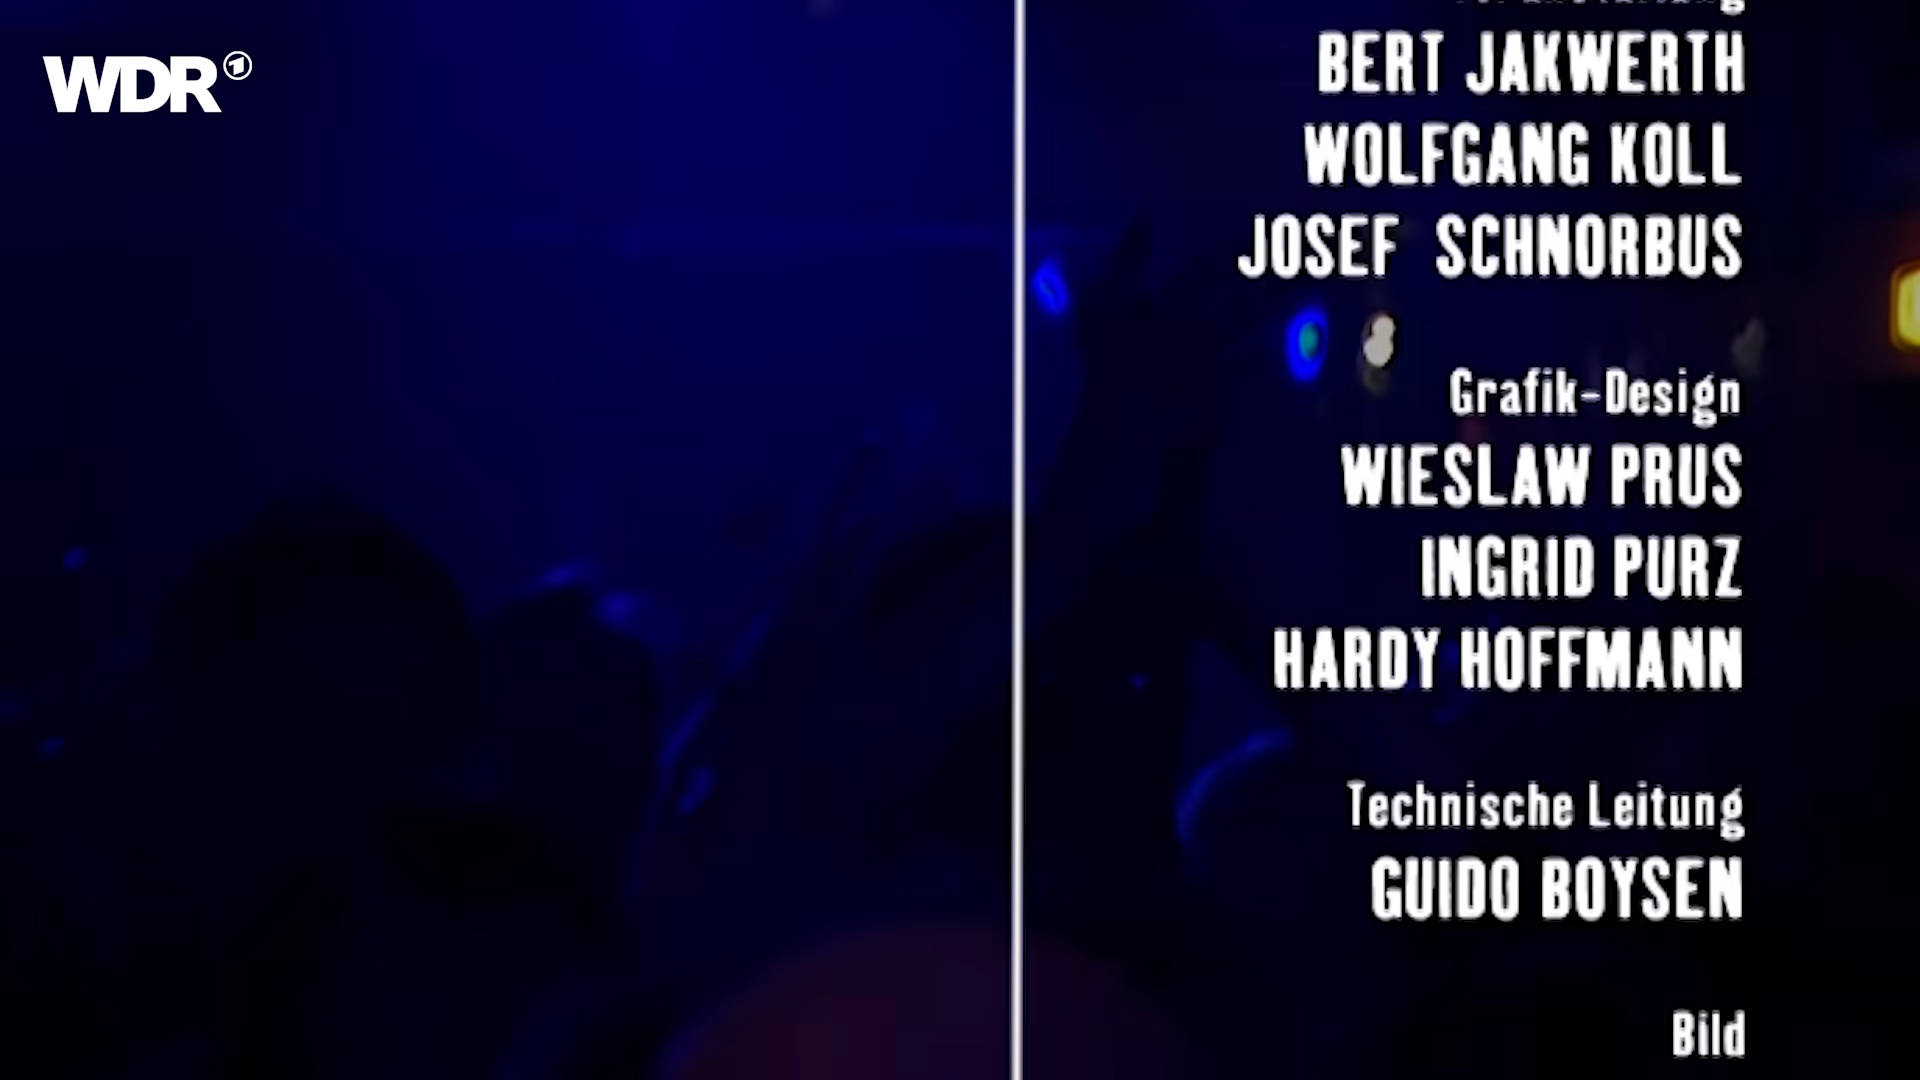 WDR
BERT JAKWERTH
WOLFGANG KOLL
JOSEF SCHNORBUS
Grafik-Design
WIESLAW PRUS
INGRID PURZ
HARDY HOFFMANN
Technische Leitung
GUIDO BOYSEN
Bild